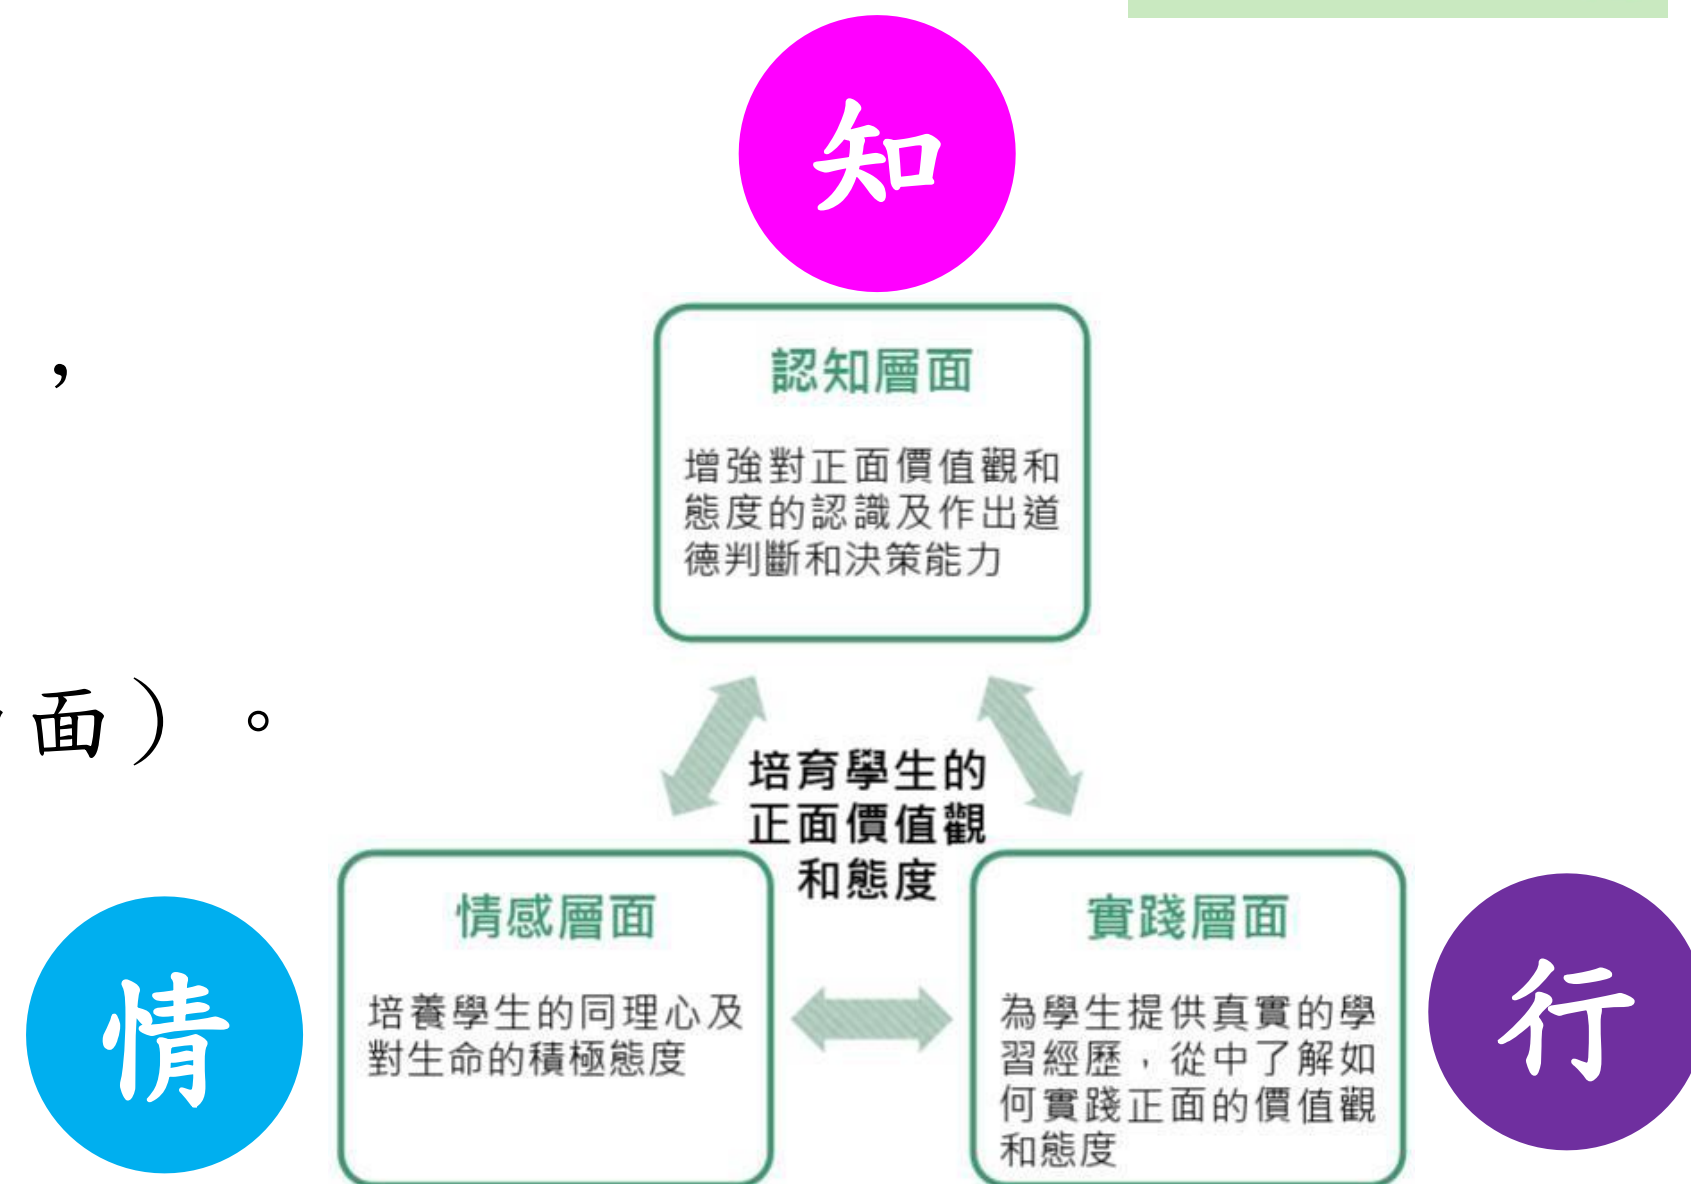 知
認知層面
增強對正面價值觀和
態度的認識及作出道
德判斷和決策能力
，
面）。
培育學生的
正面價值觀
和態度
情
情感層面
培養學生的同理心及
對生命的積極態度
實踐層面
為學生提供真實的學
習經歷，從中了解如
何實踐正面的價值觀
和態度
行